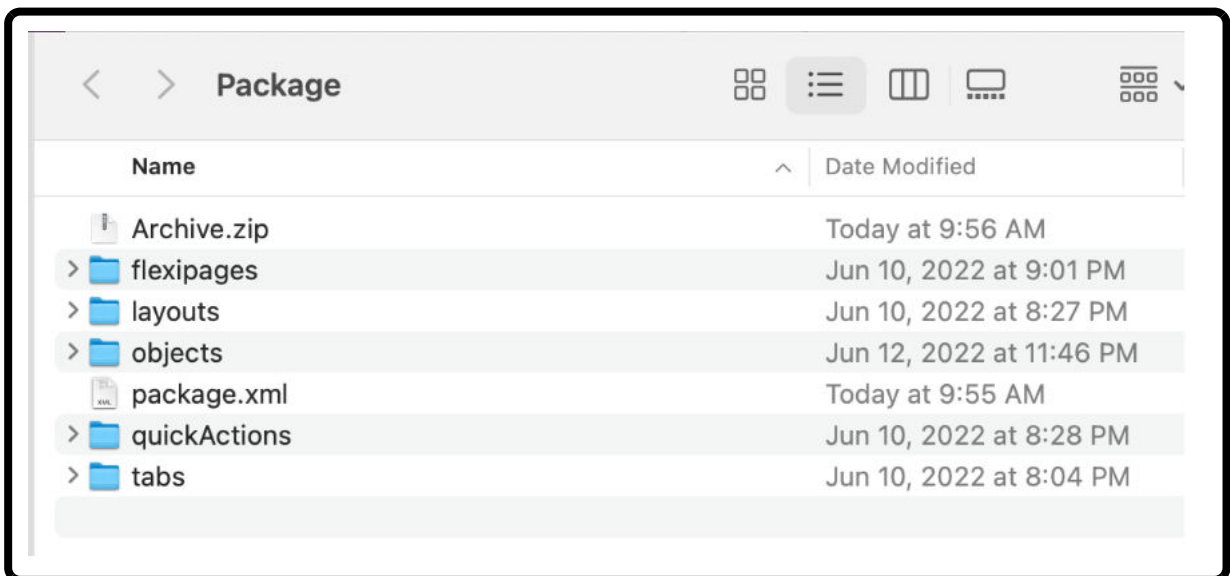 Package
Name Date Modified
Archive.zip Today at 9:56 AM
flexipages Jun 10, 2022 at 9:01 PM
layouts Jun 10, 2022 at 8:27 PM
objects Jun 12, 2022 at 11:46 PM
package.xml Today at 9:55 AM
quickActions Jun 10, 2022 at 8:28 PM
tabs Jun 10, 2022 at 8:04 PM